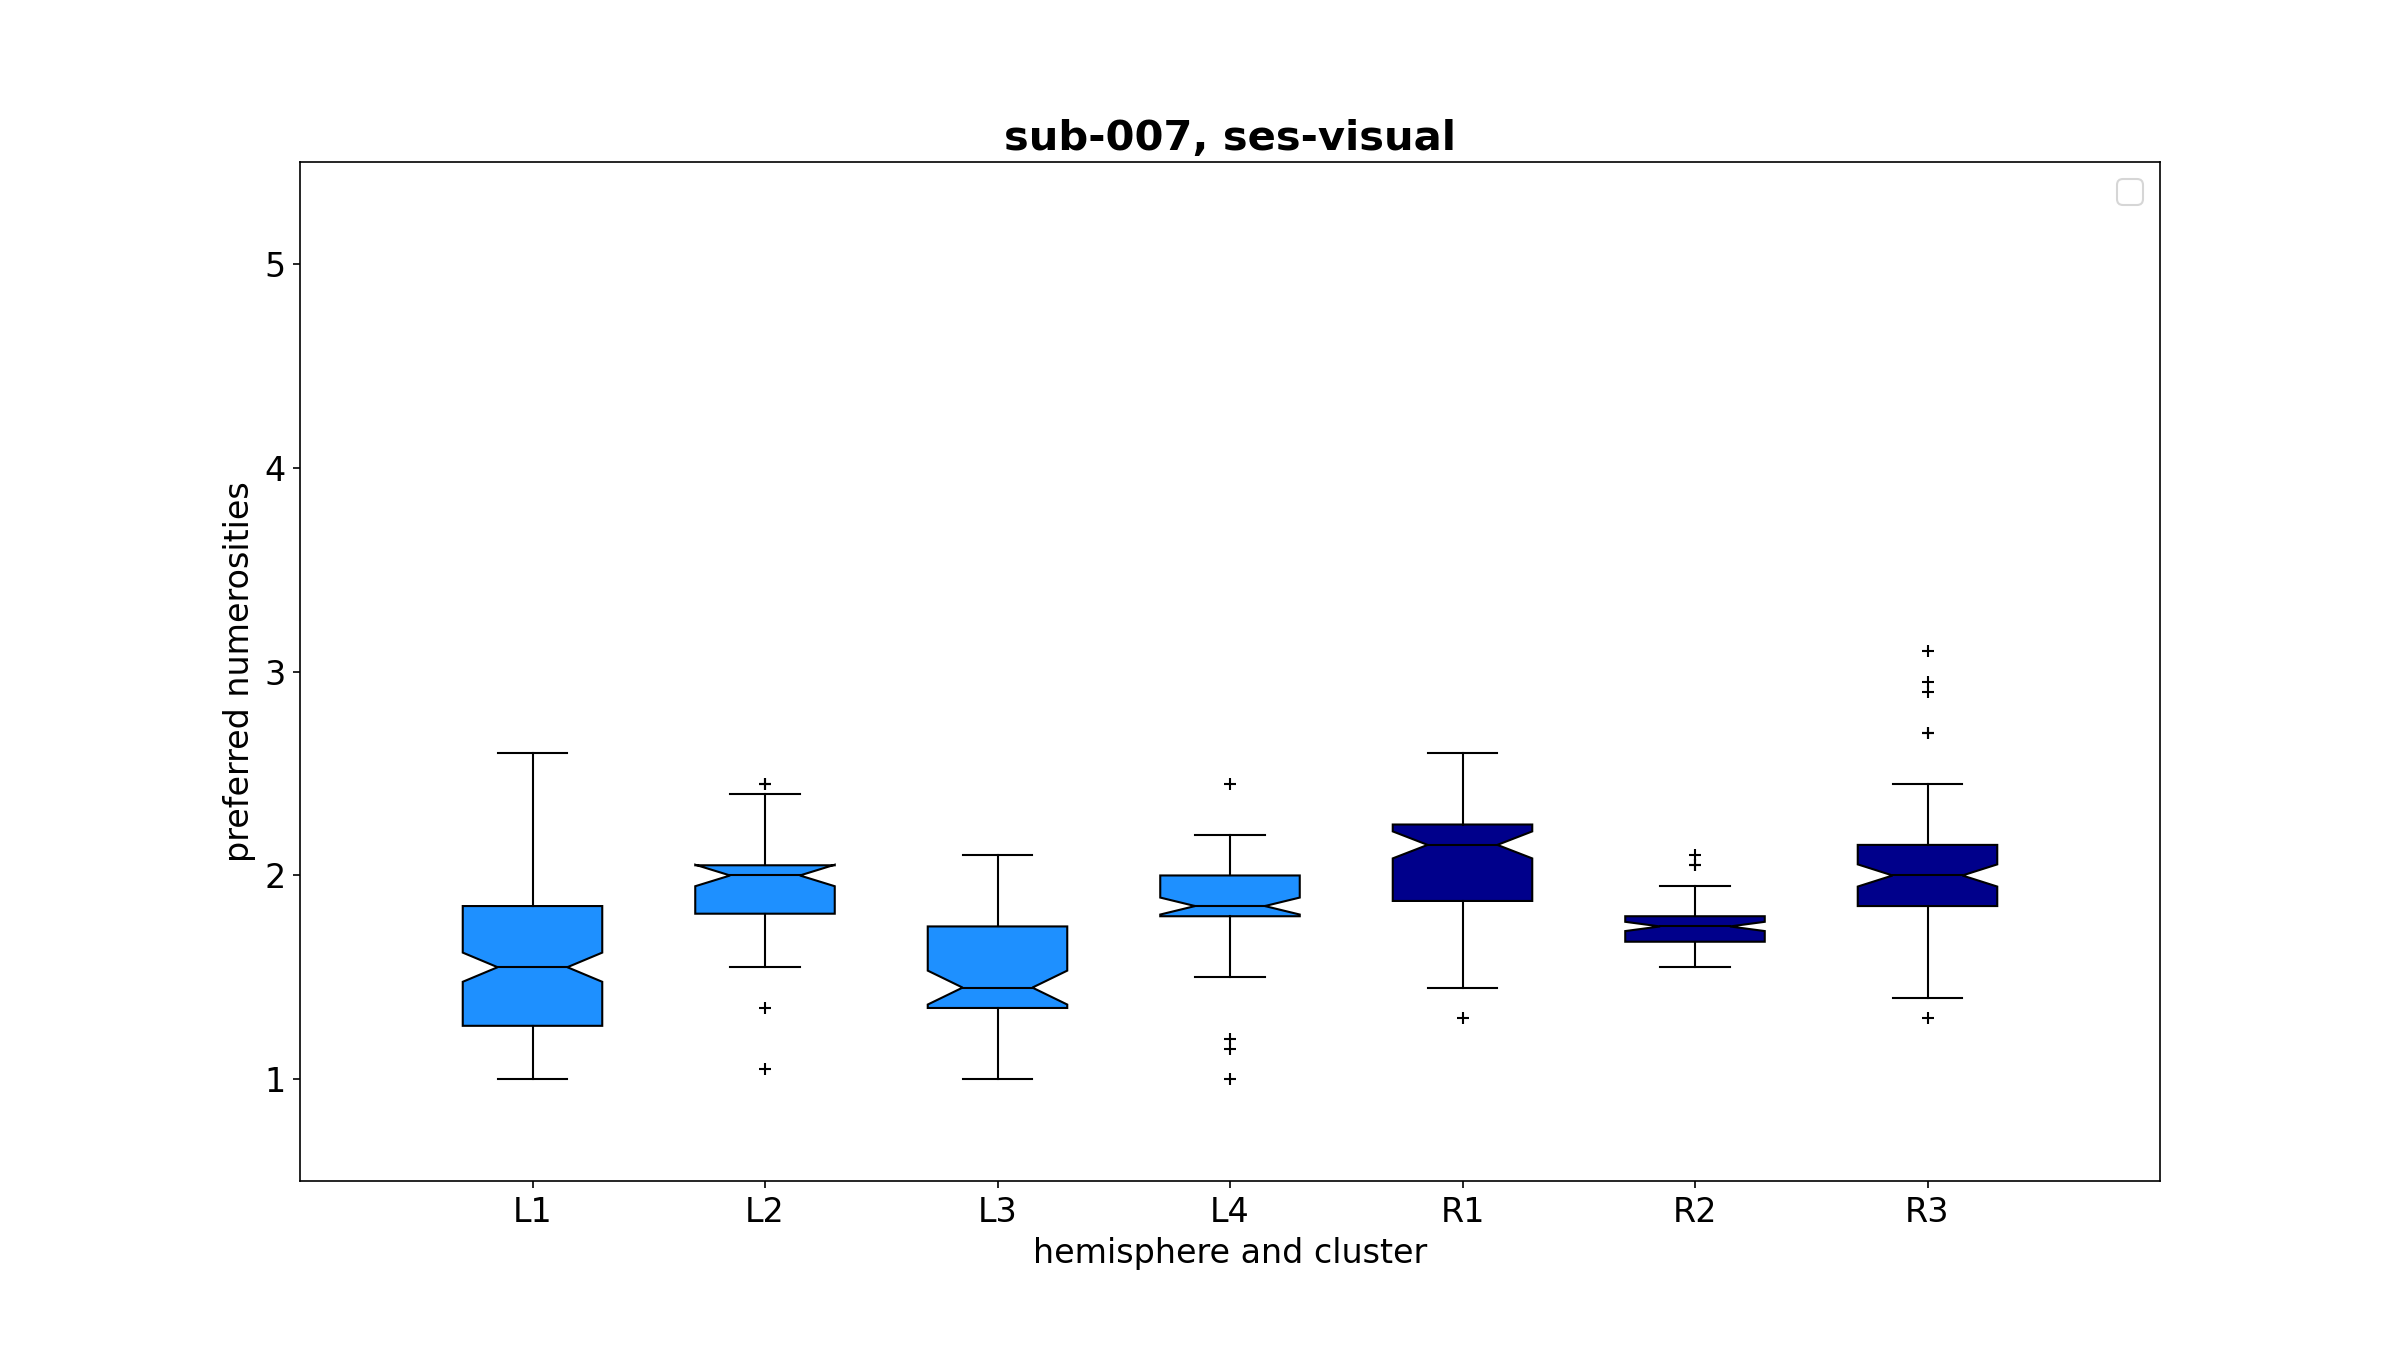 sub-007, ses-visual
5
4
3
2
1
preferred numerosities
L1 L2 L3 L4 R1 R2 R3
hemisphere and cluster